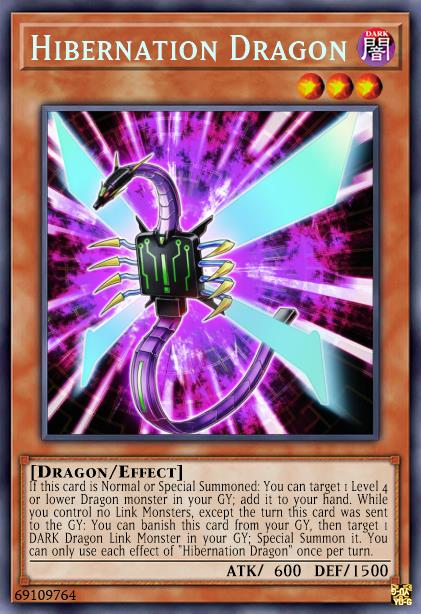 HIBERNATION DRAGON
DARK
闇
[DRAGON/EFFECT]
If this card is Normal or Special Summoned: You can target 1 Level 4
or lower Dragon monster in your GY; add it to your hand. While
you control no Link Monsters, except the turn this card was sent
to the GY: You can banish this card from your GY, then target 1
DARK Dragon Link Monster in your GY; Special Summon it. You
can only use each effect of "Hibernation Dragon" once per turn.
ATK/ 600 DEF/1500
69109764